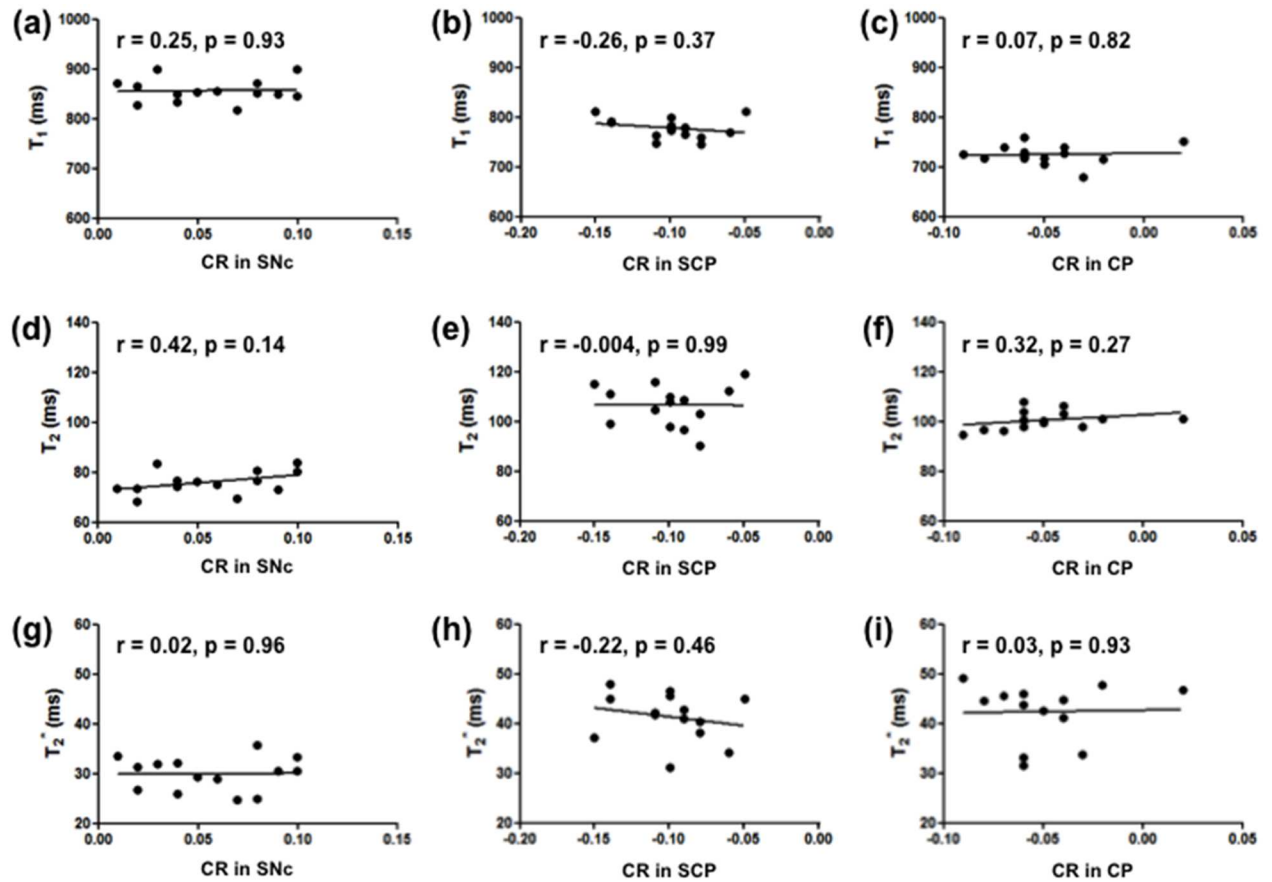 (a)
r = 0.25, p = 0.93
1000
900
800
700
600
T1 (ms)
0.00 0.05 0.10 0.15
CR in SNc
(b)
r = -0.26, p = 0.37
1000
900
800
700
600
T1 (ms)
-0.20 -0.15 -0.10 -0.05 0.00
CR in SCP
(c)
r = 0.07, p = 0.82
1000
900
800
700
600
T1 (ms)
-0.10 -0.05 0.00 0.05
CR in CP
(d)
r = 0.42, p = 0.14
140
120
100
80
60
T2 (ms)
0.00 0.05 0.10 0.15
CR in SNc
(e)
r = -0.004, p = 0.99
140
120
100
80
60
T2 (ms)
-0.20 -0.15 -0.10 -0.05 0.00
CR in SCP
(f)
r = 0.32, p = 0.27
140
120
100
80
60
T2 (ms)
-0.10 -0.05 0.00 0.05
CR in CP
(g)
r = 0.02, p = 0.96
60
50
40
30
20
T2* (ms)
0.00 0.05 0.10 0.15
CR in SNc
(h)
r = -0.22, p = 0.46
60
50
40
30
20
T2* (ms)
-0.20 -0.15 -0.10 -0.05 0.00
CR in SCP
(i)
r = 0.03, p = 0.93
60
50
40
30
20
T2* (ms)
-0.10 -0.05 0.00 0.05
CR in CP